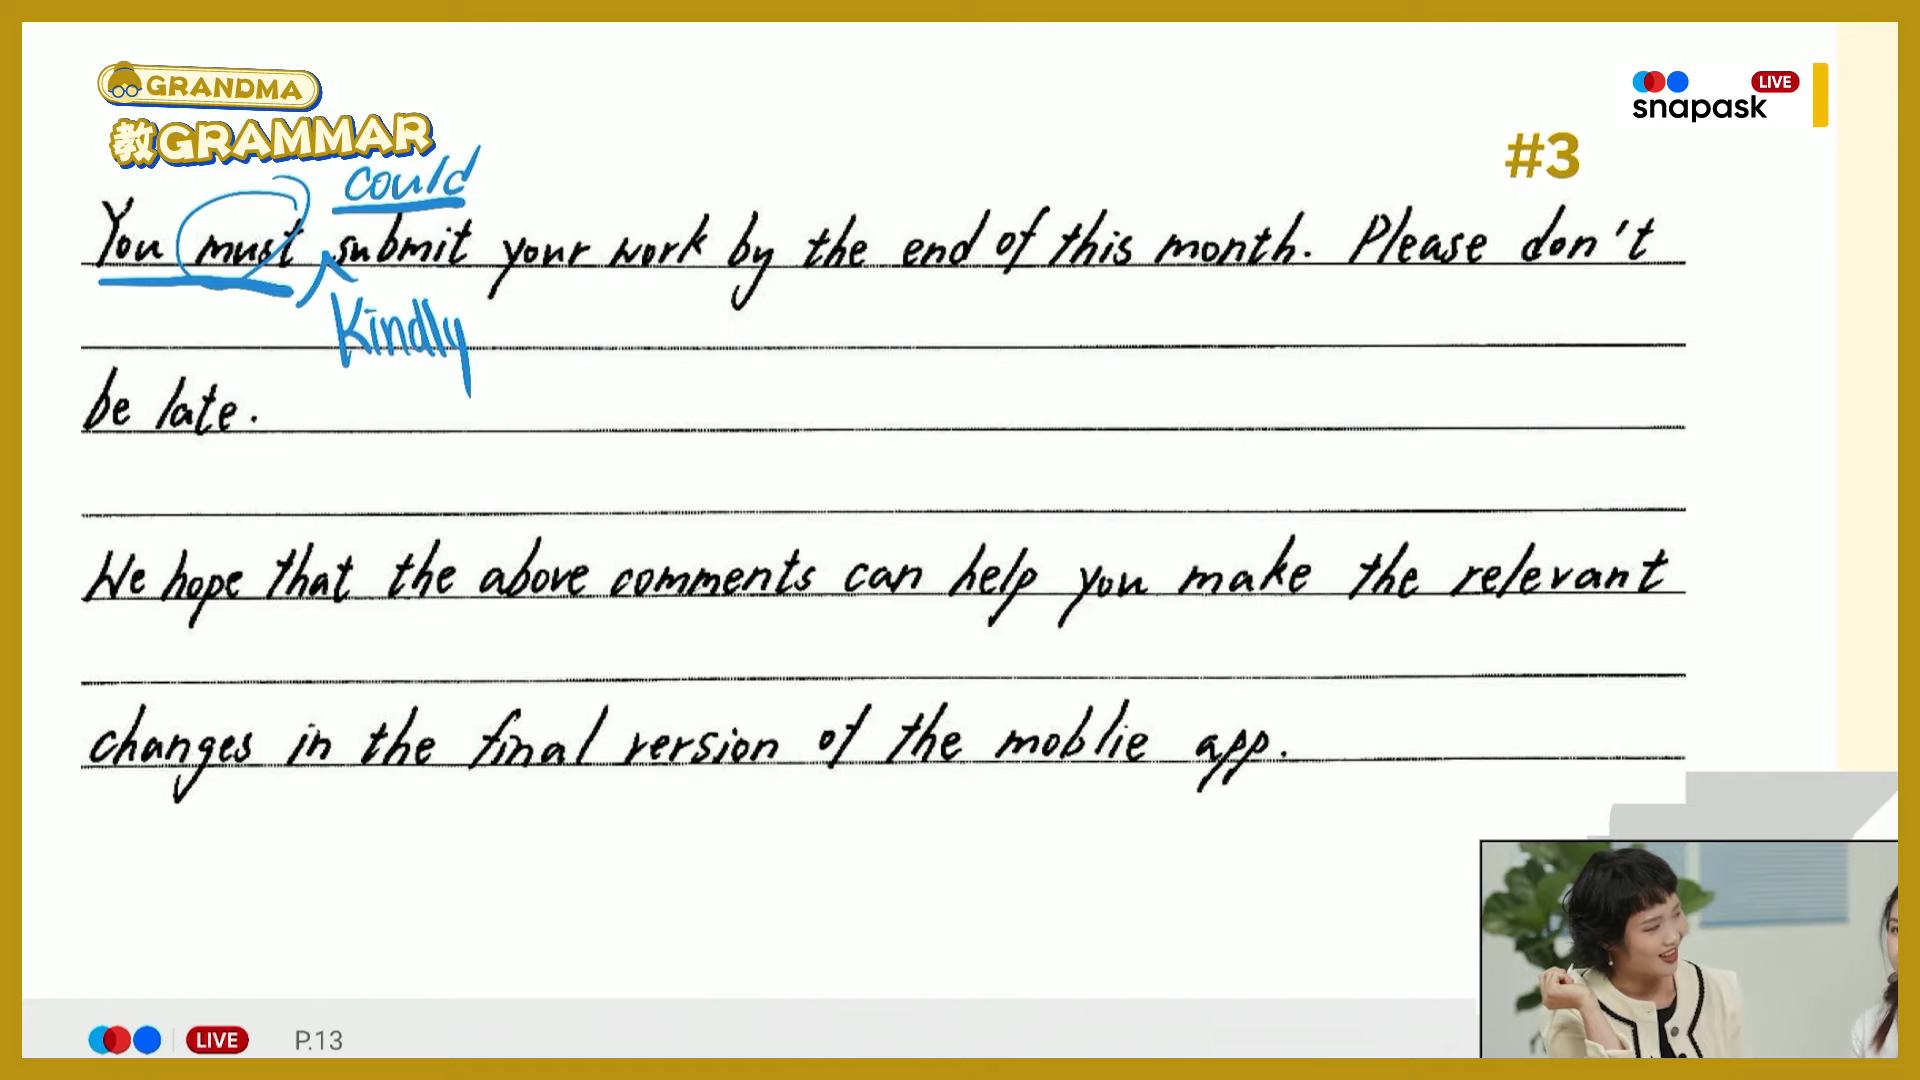 GRANDMA
教GRAMMAR
LIVE
snapask
#3
could
You must submit your work by the end of this month. Please don't
Kindly
be late.
We hope that the above comments can help you make the relevant
changes in the final version of the moblie app.
LIVE
P.13